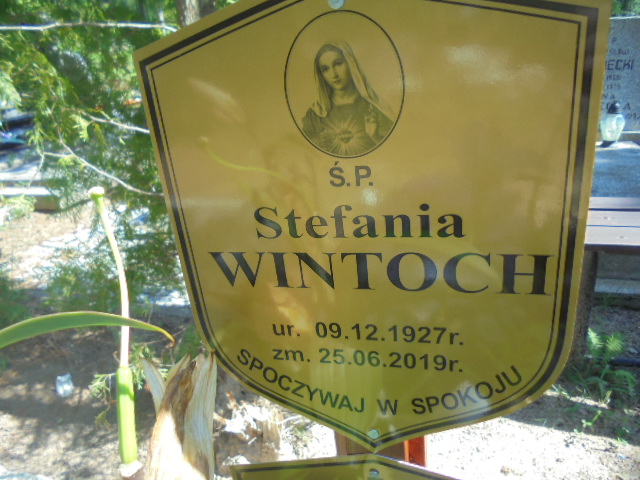 Ś.P.
Stefania
WINTOCH
ur. 09.12.1927r.
zm. 25.06.2019r.
SPOCZYWAJ W SPOKOJU